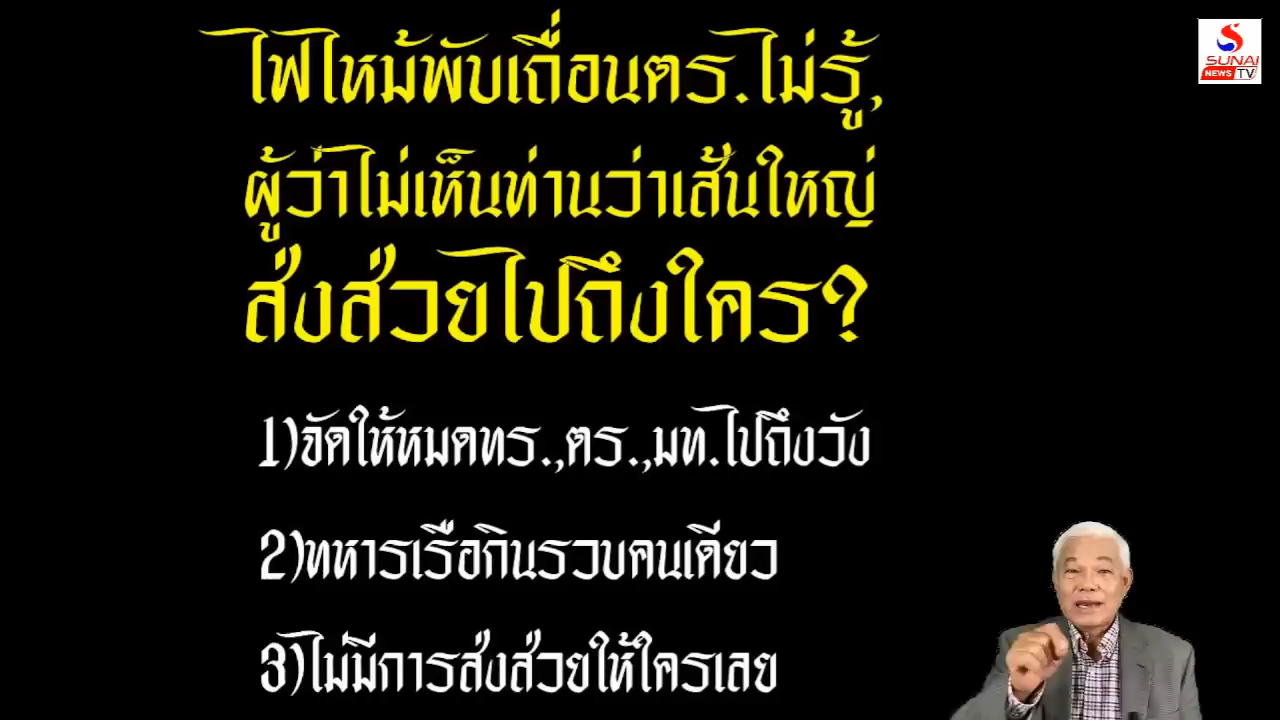 ไฟไหม้พับเถื่อนตร.ไม่รู้,
ผู้ว่าไม่เห็นท่านว่าเส้นใหญ่
ส่งส่วยไปถึงใคร?
1)จัดให้หมดทร.,ตร.,มท.ไปถึงวัง
2)ทหารเรือกินรวบคนเดียว
3)ไม่มีการส่งส่วยให้ใครเลย
SUNAI
NEWS TV